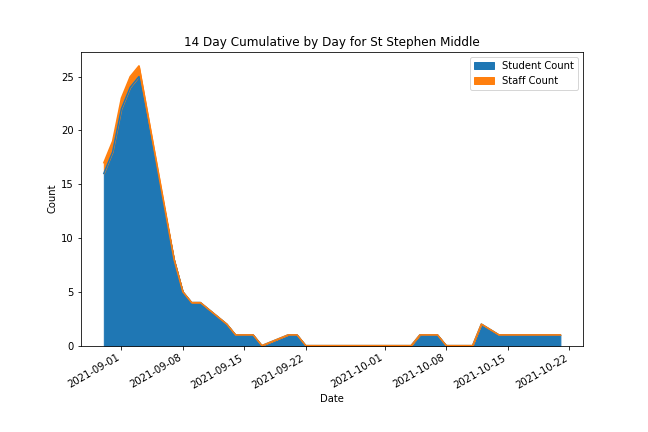 14 Day Cumulative by Day for St Stephen Middle
Student Count
Staff Count
Count
25
20
15
10
5
0
2021-09-01
2021-09-08
2021-09-15
2021-09-22
2021-10-01
2021-10-08
2021-10-15
2021-10-22
Date